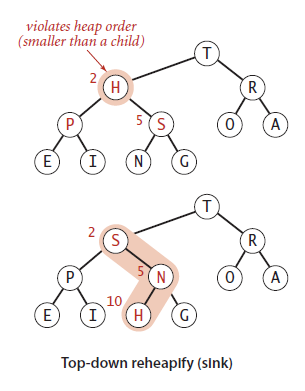 violates heap order
(smaller than a child)
T
2 H R
P 5 S O A
E I N G
T
2 S R
P 5 N O A
E I 10 H G
Top-down reheapify (sink)